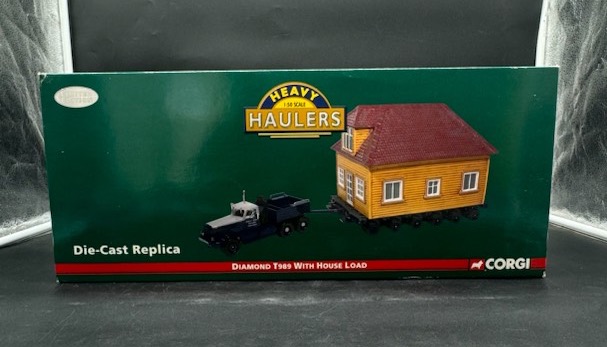 HEAVY
1:50 SCALE
HAULERS
Die-Cast Replica
DIAMOND T989 WITH HOUSE LOAD
CORGI